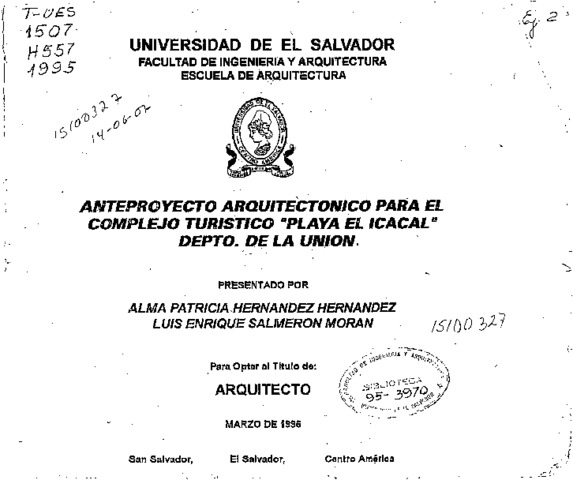 T-UES
1507
H557
1995
Ej. 2
UNIVERSIDAD DE EL SALVADOR
FACULTAD DE INGENIERIA Y ARQUITECTURA
ESCUELA DE ARQUITECTURA
15100327
14-06-02
ANTEPROYECTO ARQUITECTONICO PARA EL
COMPLEJO TURISTICO "PLAYA EL ICACAL"
DEPTO. DE LA UNION.
PRESENTADO POR
ALMA PATRICIA HERNANDEZ HERNANDEZ
LUIS ENRIQUE SALMERON MORAN
15100327
Para Optar al Titulo de:
ARQUITECTO
BIBLIOTECA
95-3970
MARZO DE 1995
San Salvador, El Salvador, Centro América